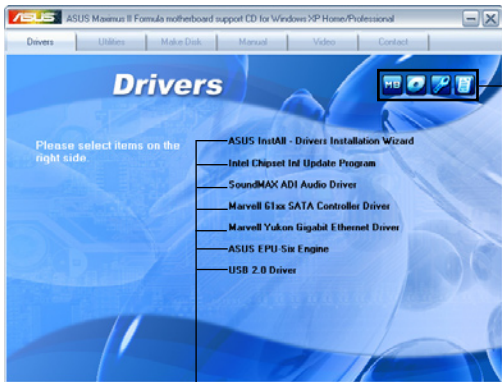 ASUS ASUS Maximus II Formula motherboard support CD for Windows XP Home/Professional
Drivers Utilities Make Disk Manual Video Contact
Drivers
MB
Please select items on the
right side.
ASUS InstAll - Drivers Installation Wizard
Intel Chipset Inf Update Program
SoundMAX ADI Audio Driver
Marvell 61xx SATA Controller Driver
Marvell Yukon Gigabit Ethernet Driver
ASUS EPU-Six Engine
USB 2.0 Driver